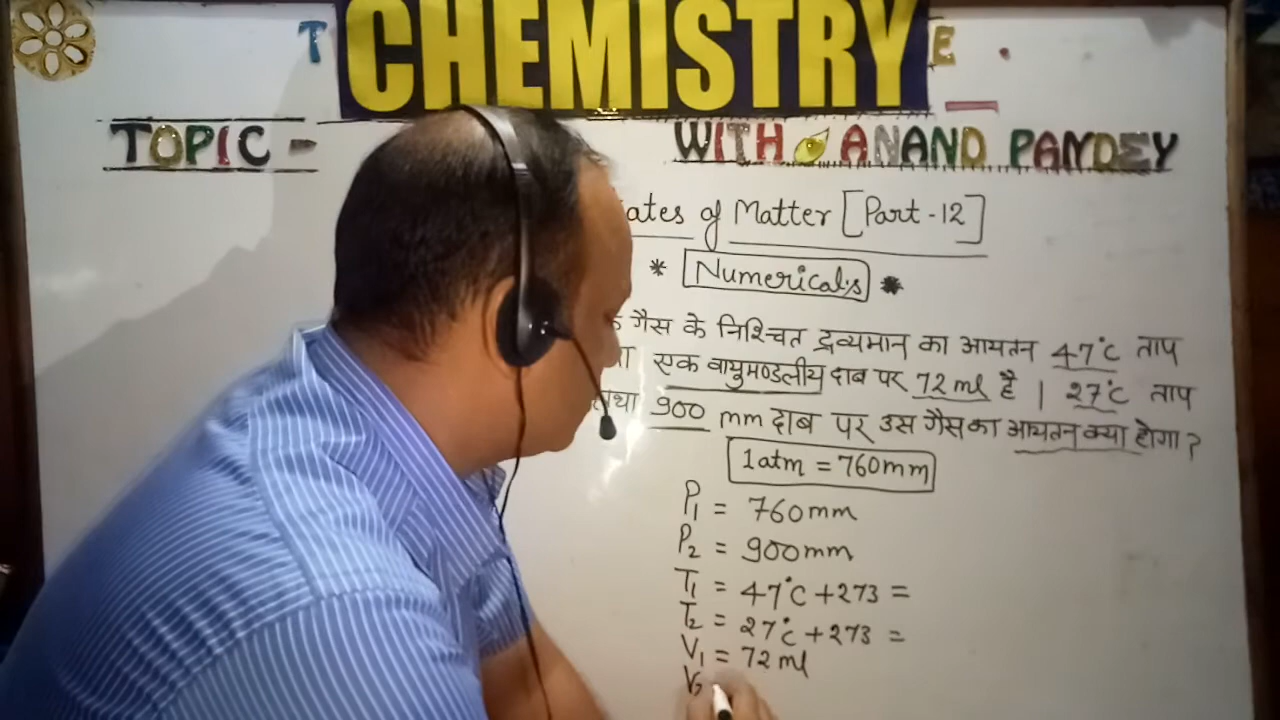 T E .
CHEMISTRY
TOPIC -
WITH ANAND PANDEY
of Matter [Part-12]
* Numericals *
गैस के निश्चित द्रव्यमान का आयतन 47°C ताप
एक वायुमण्डलीय दाब पर 72 ml है | 27°C ताप
900 mm दाब पर उस गैस का आयतन क्या होगा?
1atm = 760mm
P₁ = 760mm
P₂ = 900mm
T₁ = 47°C +273 =
T₂ = 27°C +273 =
V₁ = 72 ml
V₂